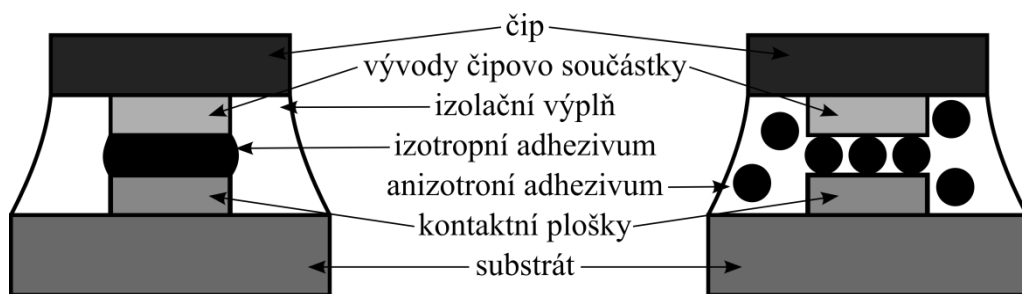 čip
vývody čipovo součástky
izolační výplň
izotropní adhezivum
anizotroní adhezivum
kontaktní plošky
substrát